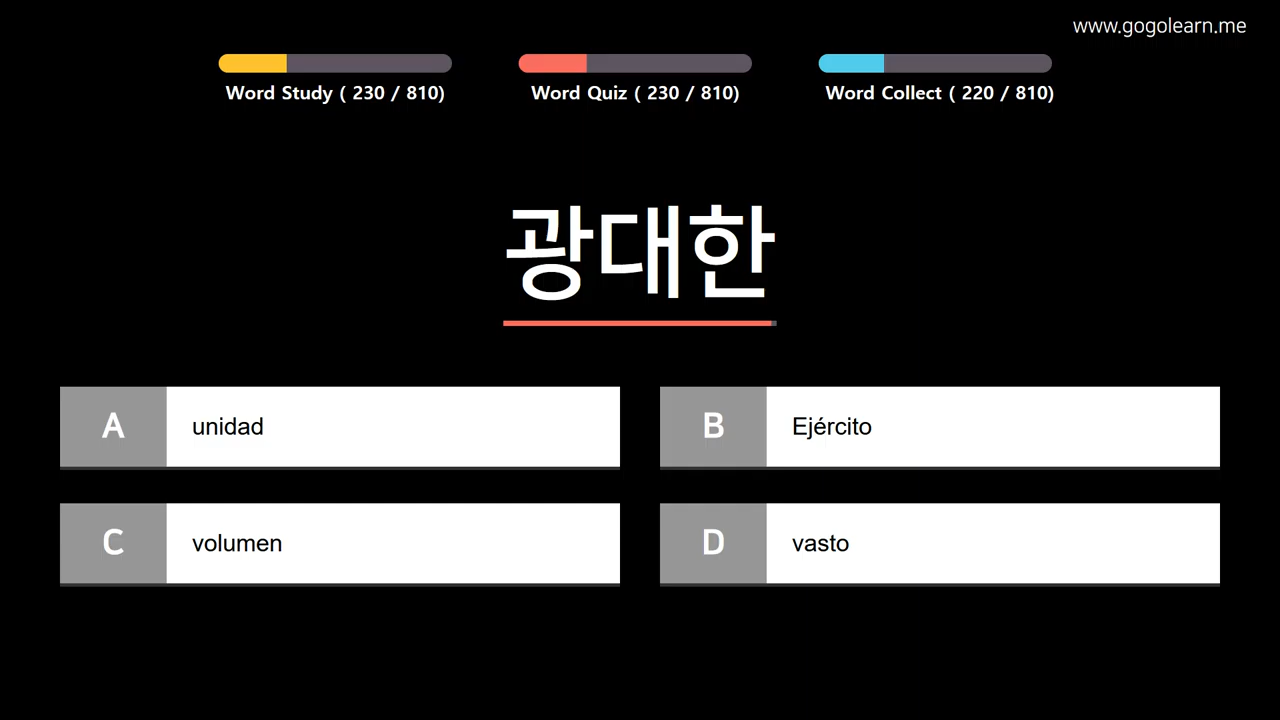 www.gogolearn.me
Word Study ( 230 / 810)
Word Quiz ( 230 / 810)
Word Collect ( 220 / 810)
광대한
A unidad
B Ejército
C volumen
D vasto